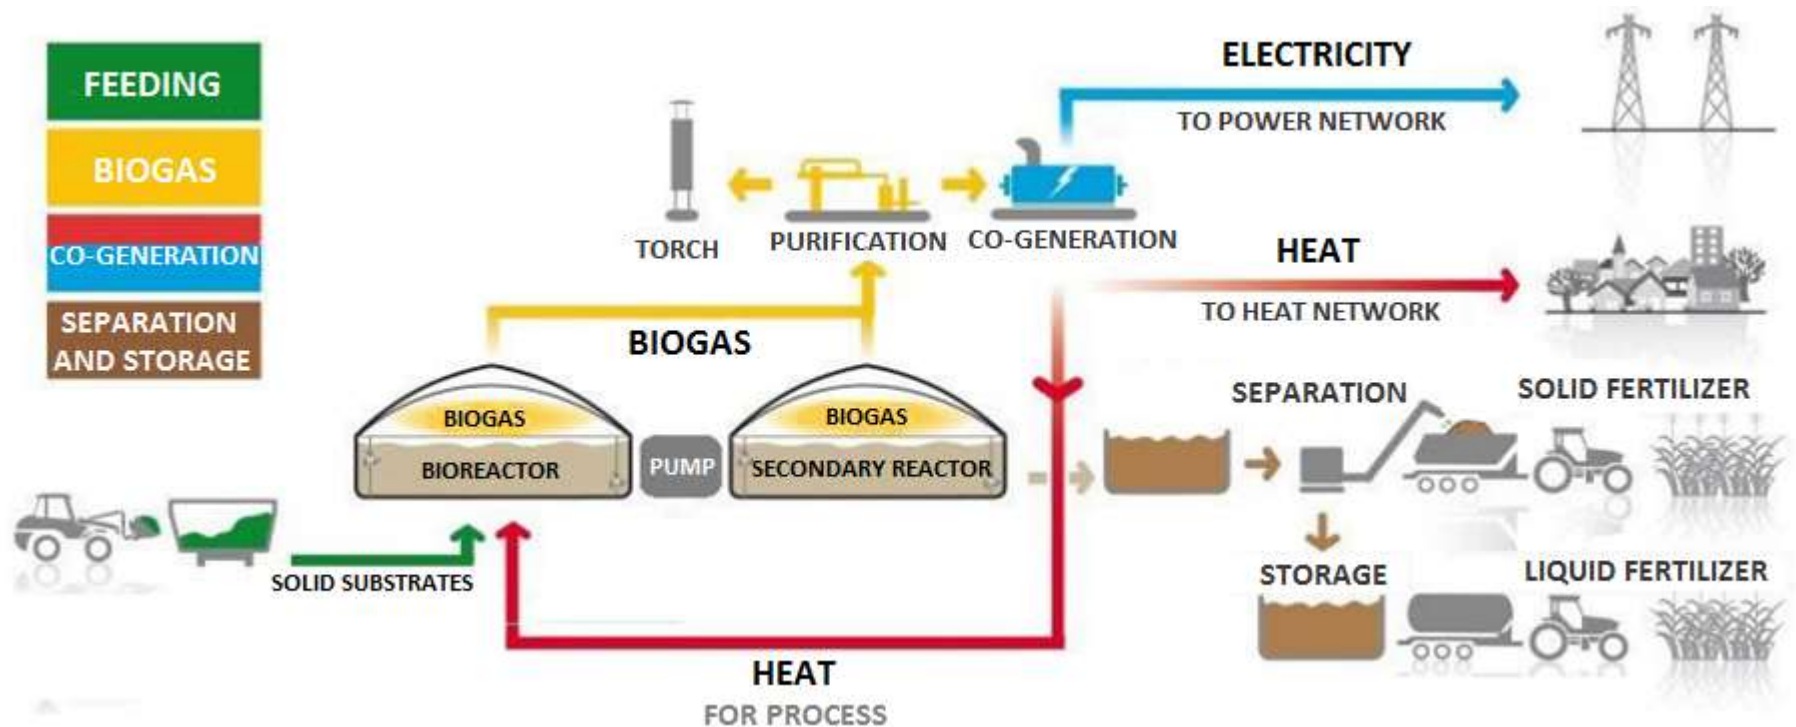 FEEDING
BIOGAS
CO-GENERATION
SEPARATION
AND STORAGE
ELECTRICITY
TO POWER NETWORK
TORCH
PURIFICATION
CO-GENERATION
HEAT
TO HEAT NETWORK
BIOGAS
BIOGAS
BIOREACTOR
PUMP
BIOGAS
SECONDARY REACTOR
SEPARATION
SOLID FERTILIZER
SOLID SUBSTRATES
STORAGE
LIQUID FERTILIZER
HEAT
FOR PROCESS